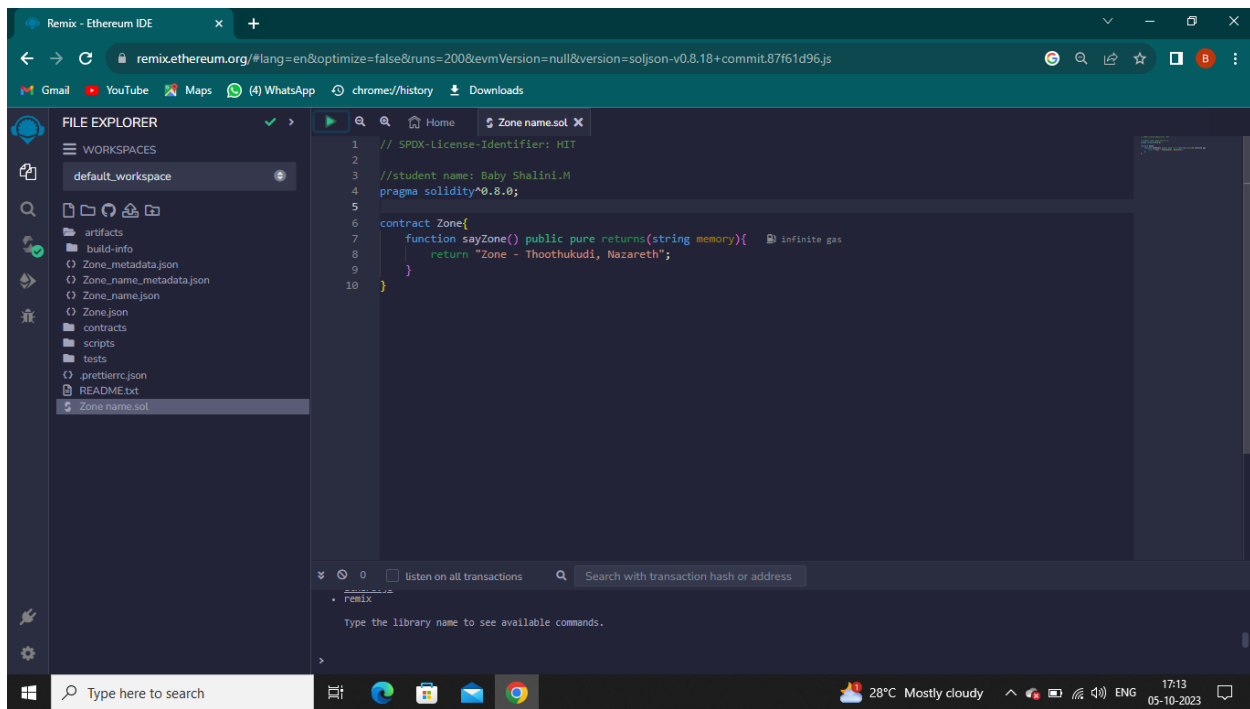 Remix - Ethereum IDE
remix.ethereum.org/#lang=en&optimize=false&runs=200&evmVersion=null&version=soljson-v0.8.18+commit.87f61d96.js
B
Gmail YouTube Maps (4) WhatsApp chrome://history Downloads
FILE EXPLORER
Home Zone name.sol
WORKSPACES
default_workspace
artifacts
build-info
Zone_metadata.json
Zone_name_metadata.json
Zone_name.json
Zone.json
contracts
scripts
tests
.prettierrc.json
README.txt
Zone name.sol
1 // SPDX-License-Identifier: HIT
2
3 //student name: Baby Shalini.M
4 pragma solidity^0.8.0;
5
6 contract Zone{
7 function sayZone() public pure returns(string memory){ infinite gas
8 return "Zone - Thoothukudi, Nazareth";
9 }
10 }
0 listen on all transactions Search with transaction hash or address
• remix
Type the library name to see available commands.
>
Type here to search
1 28°C Mostly cloudy ENG
17:13
05-10-2023